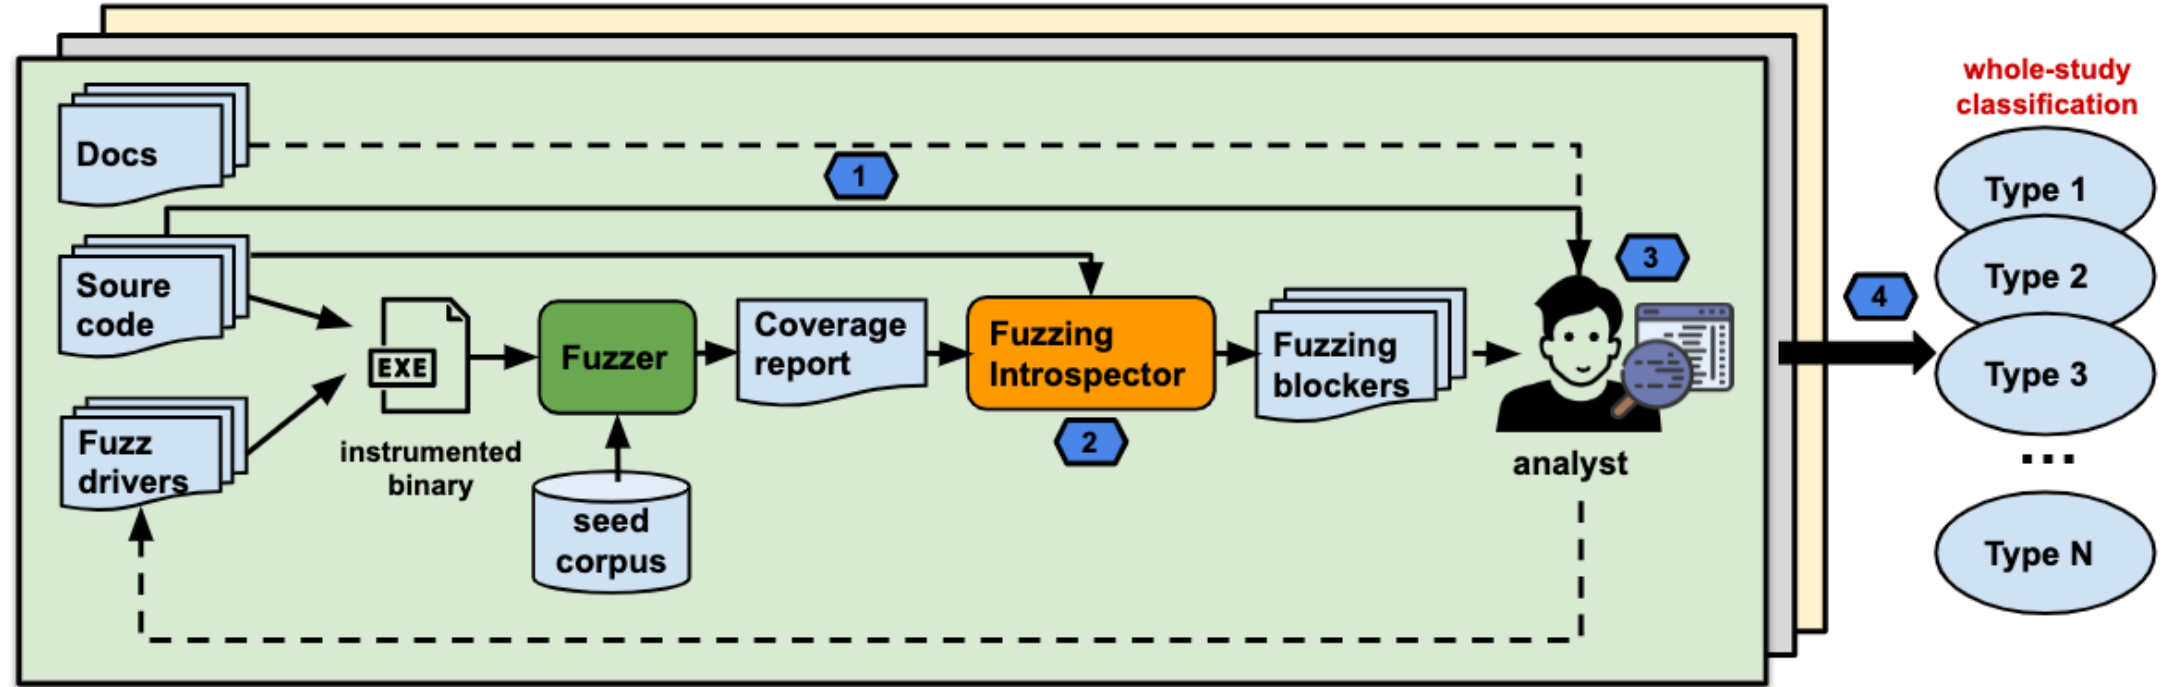 whole-study
classification
Docs
1
Type 1
Soure
code
3
Type 2
4
EXE
Fuzzer
Coverage
report
Fuzzing
Introspector
Fuzzing
blockers
Type 3
2
Fuzz
drivers
instrumented
binary
analyst
...
seed
corpus
Type N